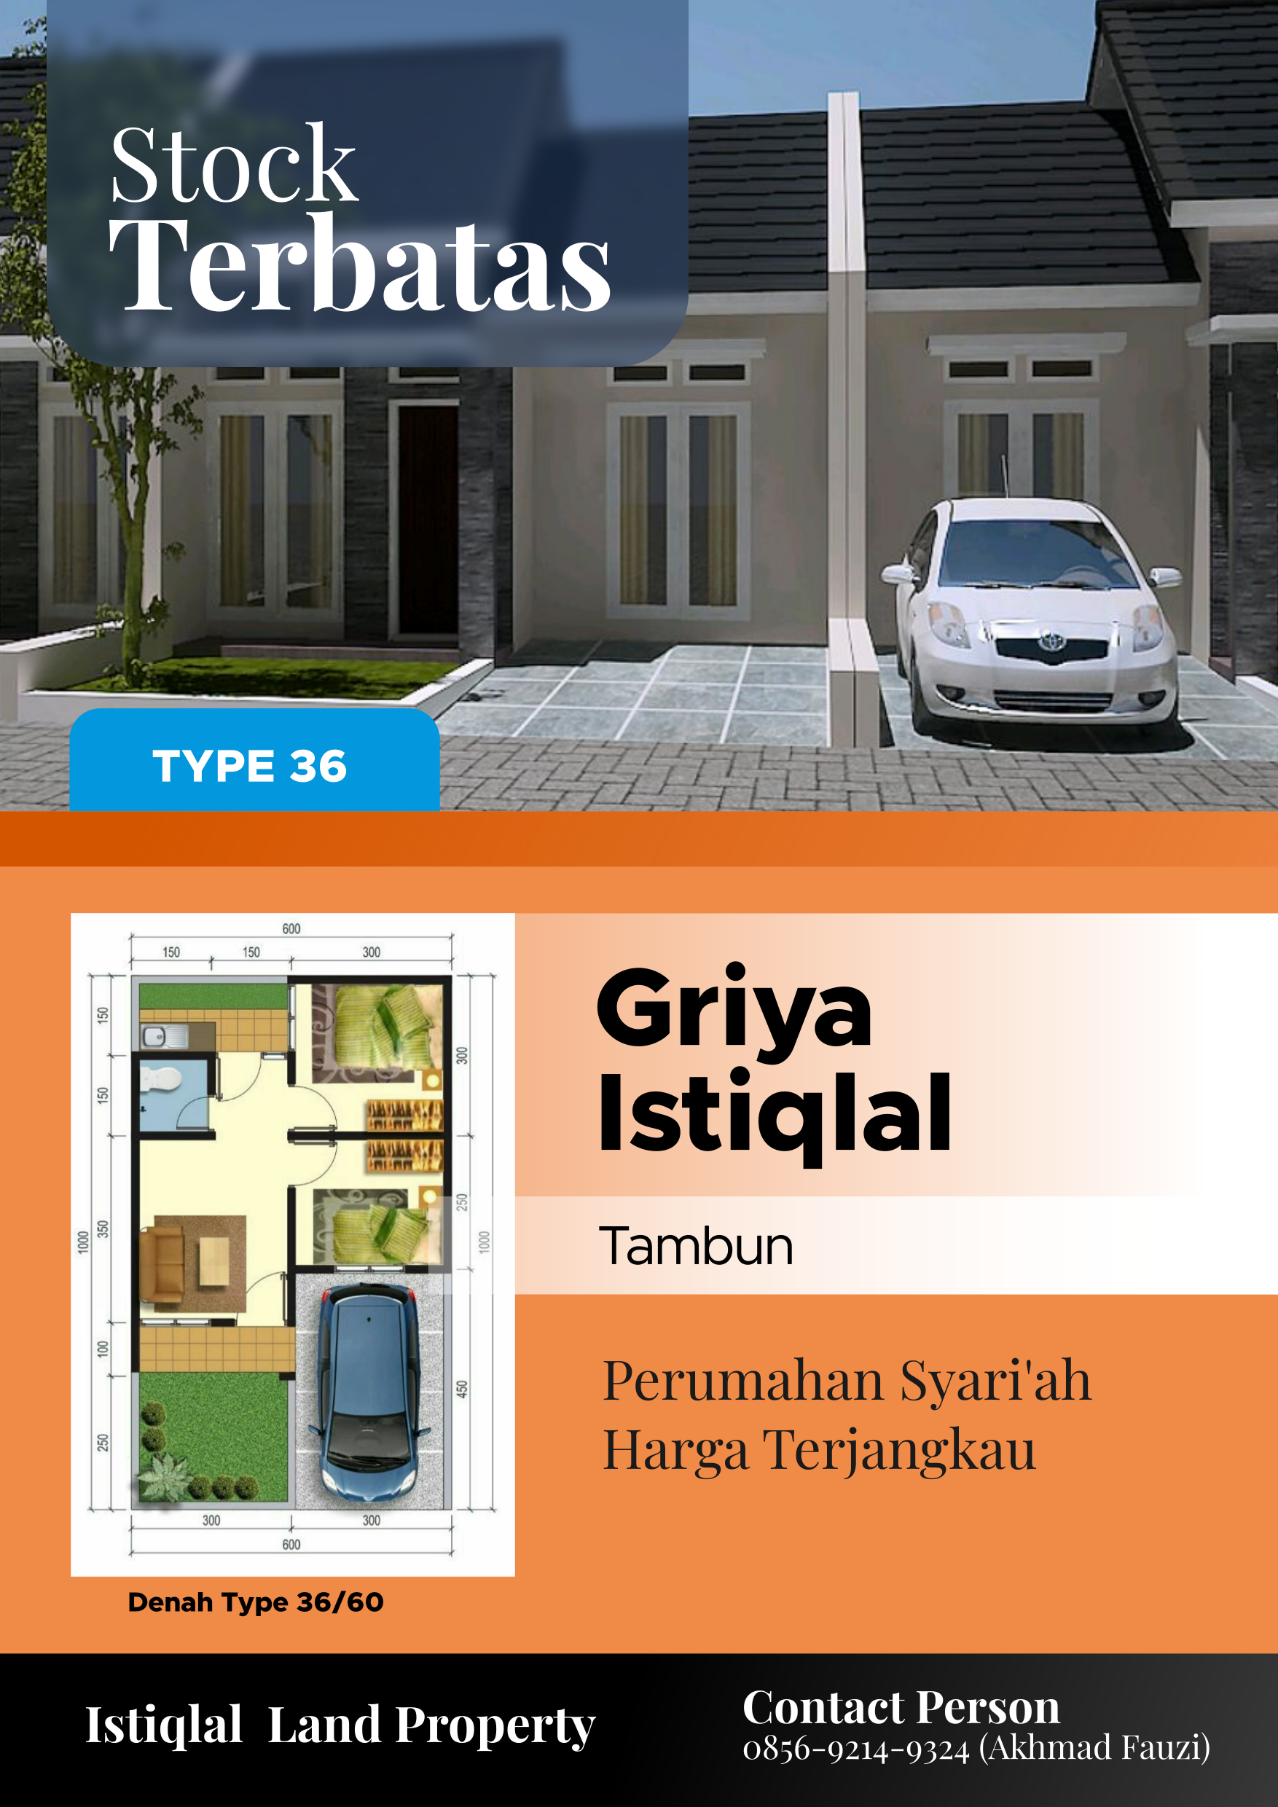 Stock
Terbatas
TYPE 36
600
150 150 300
150
150
350
100
250
1000
300
250
450
1000
300 300
600
Denah Type 36/60
Griya
Istiqlal
Tambun
Perumahan Syari'ah
Harga Terjangkau
Istiqlal Land Property
Contact Person
0856-9214-9324 (Akhmad Fauzi)